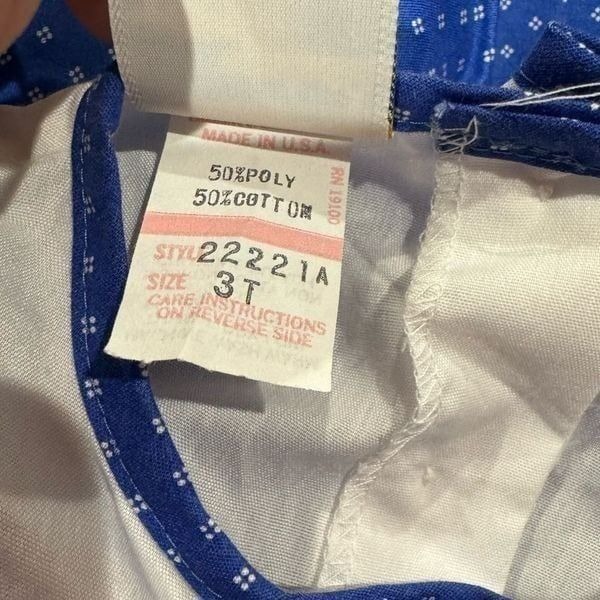 MADE IN U.S.A.
50%POLY
50%COTTON
RN 19100
STYLE 22221A
SIZE 3T
CARE INSTRUCTIONS
ON REVERSE SIDE